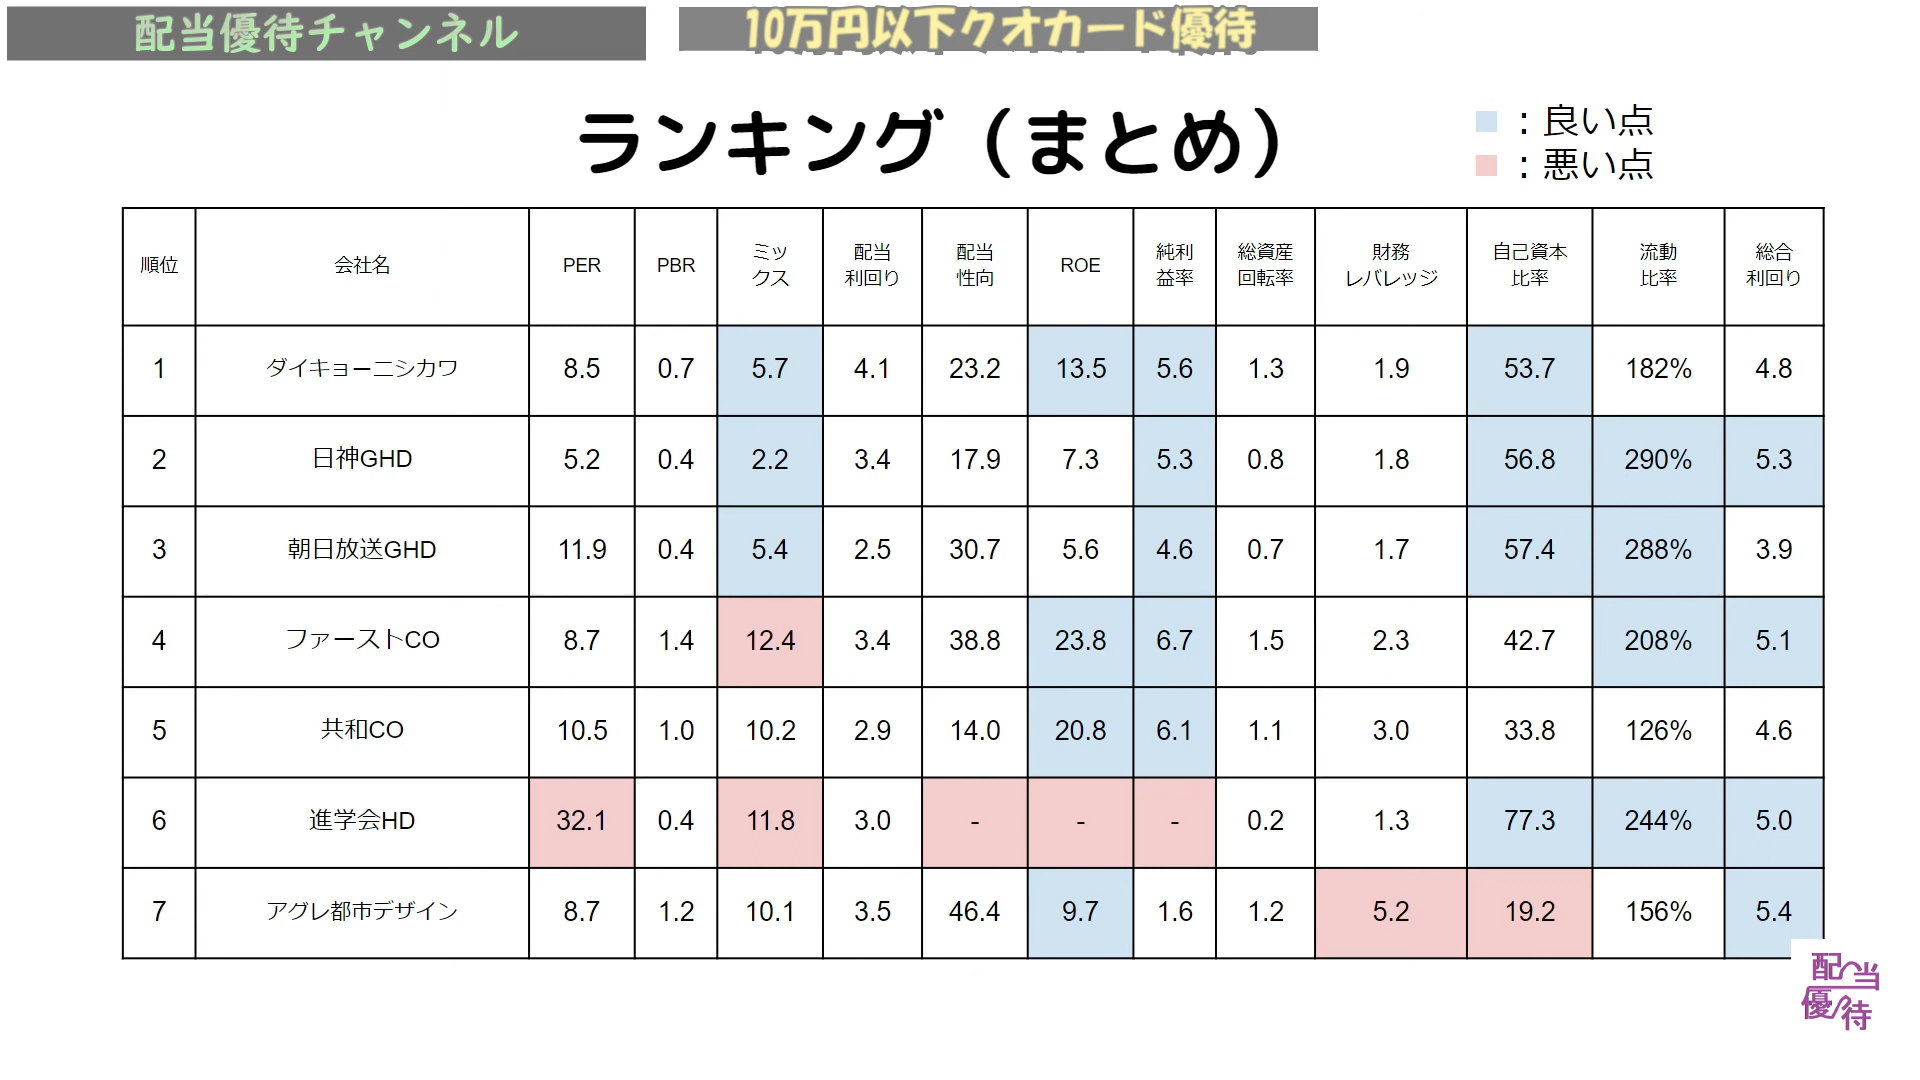 配当優待チャンネル
10万円以下クオカード優待
ランキング（まとめ）
：良い点
：悪い点
順位 会社名 PER PBR ミックス 配当利回り 配当性向 ROE 純利益率 総資産回転率 財務レバレッジ 自己資本比率 流動比率 総合利回り
1 ダイキョーニシカワ 8.5 0.7 5.7 4.1 23.2 13.5 5.6 1.3 1.9 53.7 182% 4.8
2 日神GHD 5.2 0.4 2.2 3.4 17.9 7.3 5.3 0.8 1.8 56.8 290% 5.3
3 朝日放送GHD 11.9 0.4 5.4 2.5 30.7 5.6 4.6 0.7 1.7 57.4 288% 3.9
4 ファーストCO 8.7 1.4 12.4 3.4 38.8 23.8 6.7 1.5 2.3 42.7 208% 5.1
5 共和CO 10.5 1.0 10.2 2.9 14.0 20.8 6.1 1.1 3.0 33.8 126% 4.6
6 進学会HD 32.1 0.4 11.8 3.0 - - - 0.2 1.3 77.3 244% 5.0
7 アグレ都市デザイン 8.7 1.2 10.1 3.5 46.4 9.7 1.6 1.2 5.2 19.2 156% 5.4
配当
優待